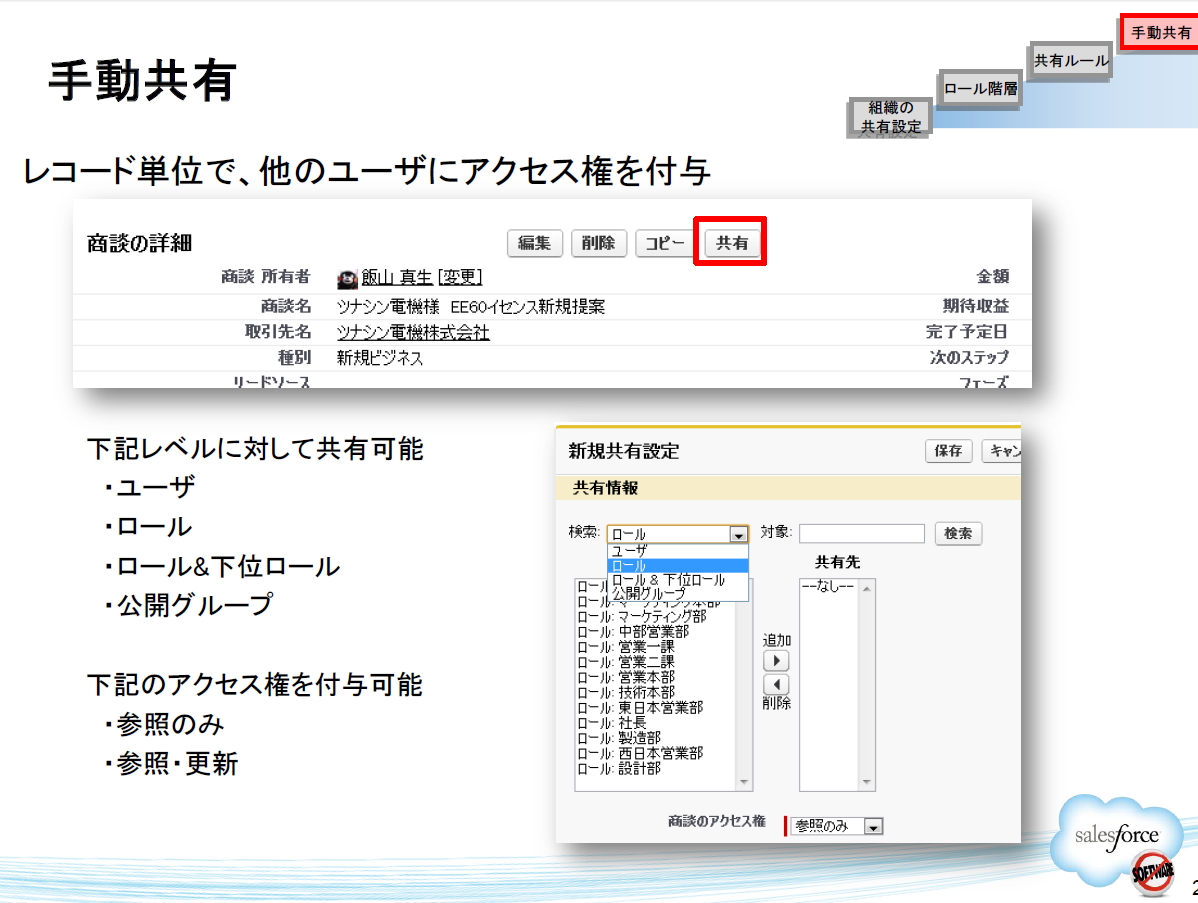 手動共有
手動共有
共有ルール
ロール階層
組織の
共有設定
レコード単位で、他のユーザにアクセス権を付与
商談の詳細
編集 削除 コピー 共有
商談 所有者 飯山 真生 [変更] 金額
商談名 ツナシン電機様 EE60イセンス新規提案 期待収益
取引先名 ツナシン電機株式会社 完了予定日
種別 新規ビジネス 次のステップ
リードソース フェーズ
下記レベルに対して共有可能
・ユーザ
・ロール
・ロール&下位ロール
・公開グループ
下記のアクセス権を付与可能
・参照のみ
・参照・更新
新規共有設定 保存 キャン
共有情報
検索: ロール 対象: 検索
ユーザ
ロール
ロール & 下位ロール
公開グループ
共有先
--なし--
ロール: マーケティング本部
ロール: マーケティング部
ロール: 中部営業部
ロール: 営業一課
ロール: 営業二課
ロール: 営業本部
ロール: 技術本部
ロール: 東日本営業部
ロール: 社長
ロール: 製造部
ロール: 西日本営業部
ロール: 設計部
追加
削除
商談のアクセス権 参照のみ
salesforce
SOFTWARE